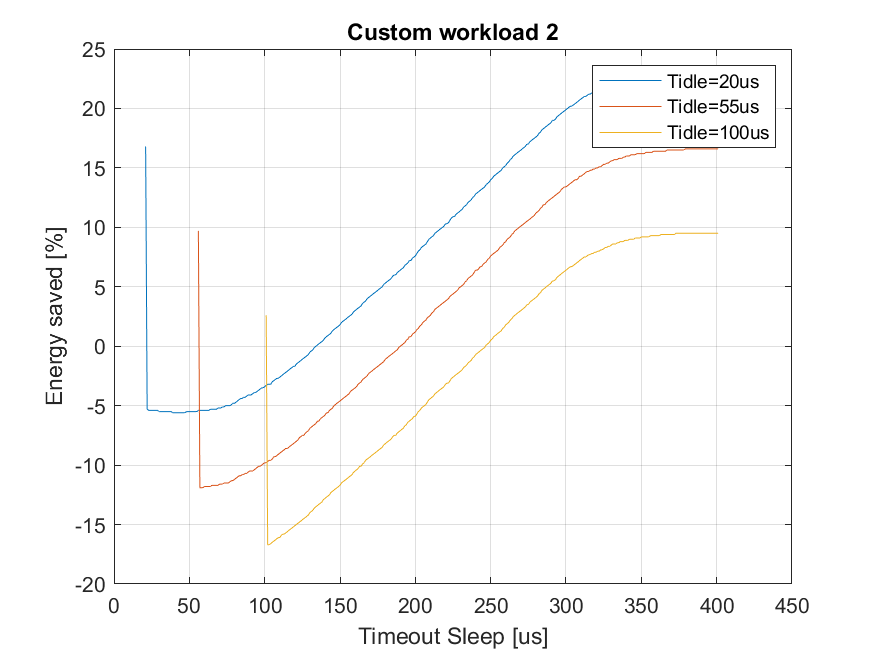 Custom workload 2
25
20
15
10
5
0
-5
-10
-15
-20
Energy saved [%]
Tidle=20us
Tidle=55us
Tidle=100us
0 50 100 150 200 250 300 350 400 450
Timeout Sleep [us]